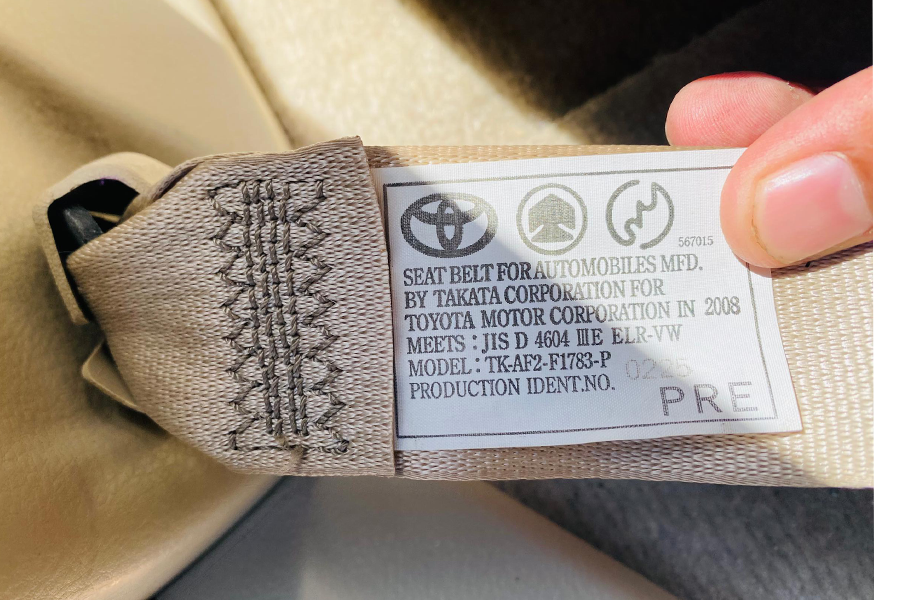 567015
SEAT BELT FOR AUTOMOBILES MFD.
BY TAKATA CORPORATION FOR
TOYOTA MOTOR CORPORATION IN 2008
MEETS : JIS D 4604 ⅢE ELR-VW
MODEL : TK-AF2-F1783-P
PRODUCTION IDENT.NO.
PRE